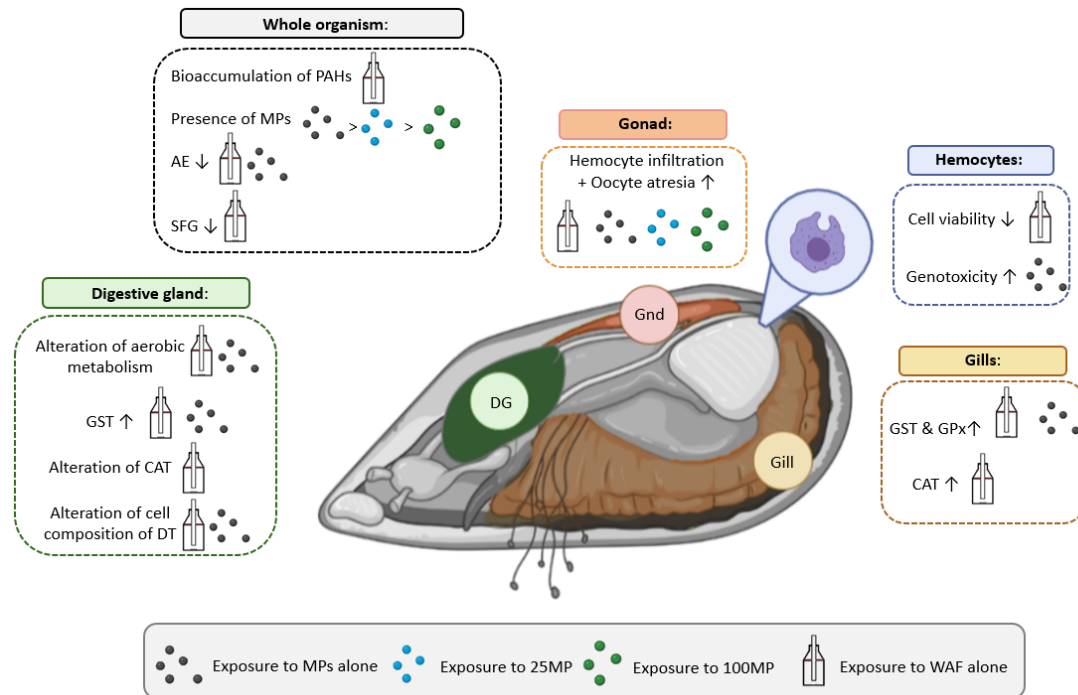 Whole organism:
Bioaccumulation of PAHs
Presence of MPs > >
AE ↓
SFG ↓
Gonad:
Hemocyte infiltration
+ Oocyte atresia ↑
Hemocytes:
Cell viability ↓
Genotoxicity ↑
Digestive gland:
Alteration of aerobic
metabolism
GST ↑
Alteration of CAT
Alteration of cell
composition of DT
Gnd
DG
Gill
Gills:
GST & GPx↑
CAT ↑
Exposure to MPs alone
Exposure to 25MP
Exposure to 100MP
Exposure to WAF alone